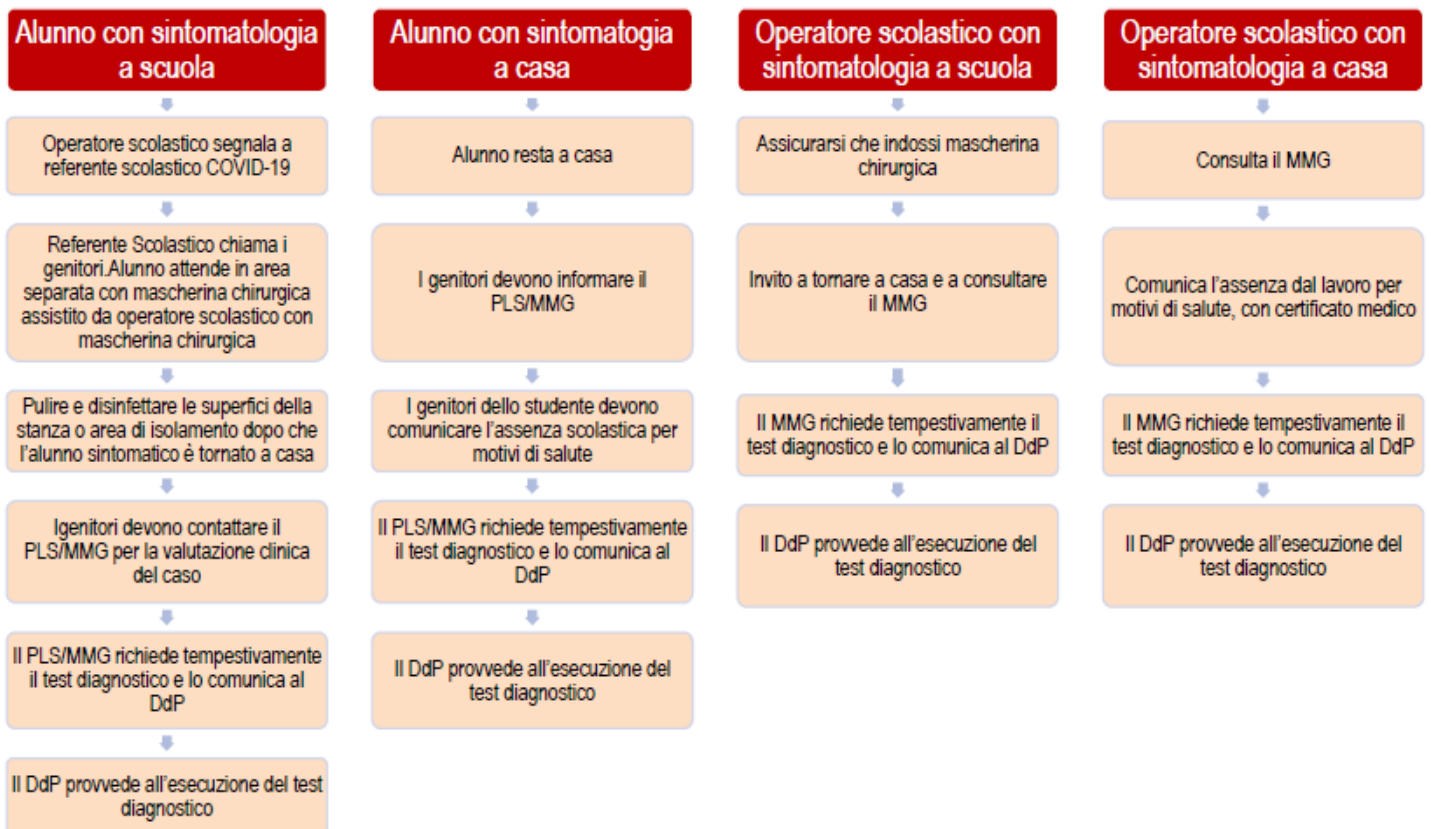 Alunno con sintomatologia
a scuola
Operatore scolastico segnala a
referente scolastico COVID-19
Referente Scolastico chiama i
genitori.Alunno attende in area
separata con mascherina chirurgica
assistito da operatore scolastico con
mascherina chirurgica
Pulire e disinfettare le superfici della
stanza o area di isolamento dopo che
l'alunno sintomatico è tornato a casa
Igenitori devono contattare il
PLS/MMG per la valutazione clinica
del caso
Il PLS/MMG richiede tempestivamente
il test diagnostico e lo comunica al
DdP
Il DdP provvede all'esecuzione del test
diagnostico
Alunno con sintomatogia
a casa
Alunno resta a casa
I genitori devono informare il
PLS/MMG
I genitori dello studente devono
comunicare l'assenza scolastica per
motivi di salute
Il PLS/MMG richiede tempestivamente
il test diagnostico e lo comunica al
DdP
Il DdP provvede all'esecuzione del
test diagnostico
Operatore scolastico con
sintomatologia a scuola
Assicurarsi che indossi mascherina
chirurgica
Invito a tornare a casa e a consultare
il MMG
Il MMG richiede tempestivamente il
test diagnostico e lo comunica al DdP
Il DdP provvede all'esecuzione del
test diagnostico
Operatore scolastico con
sintomatologia a casa
Consulta il MMG
Comunica l'assenza dal lavoro per
motivi di salute, con certificato medico
Il MMG richiede tempestivamente il
test diagnostico e lo comunica al DdP
Il DdP provvede all'esecuzione del
test diagnostico